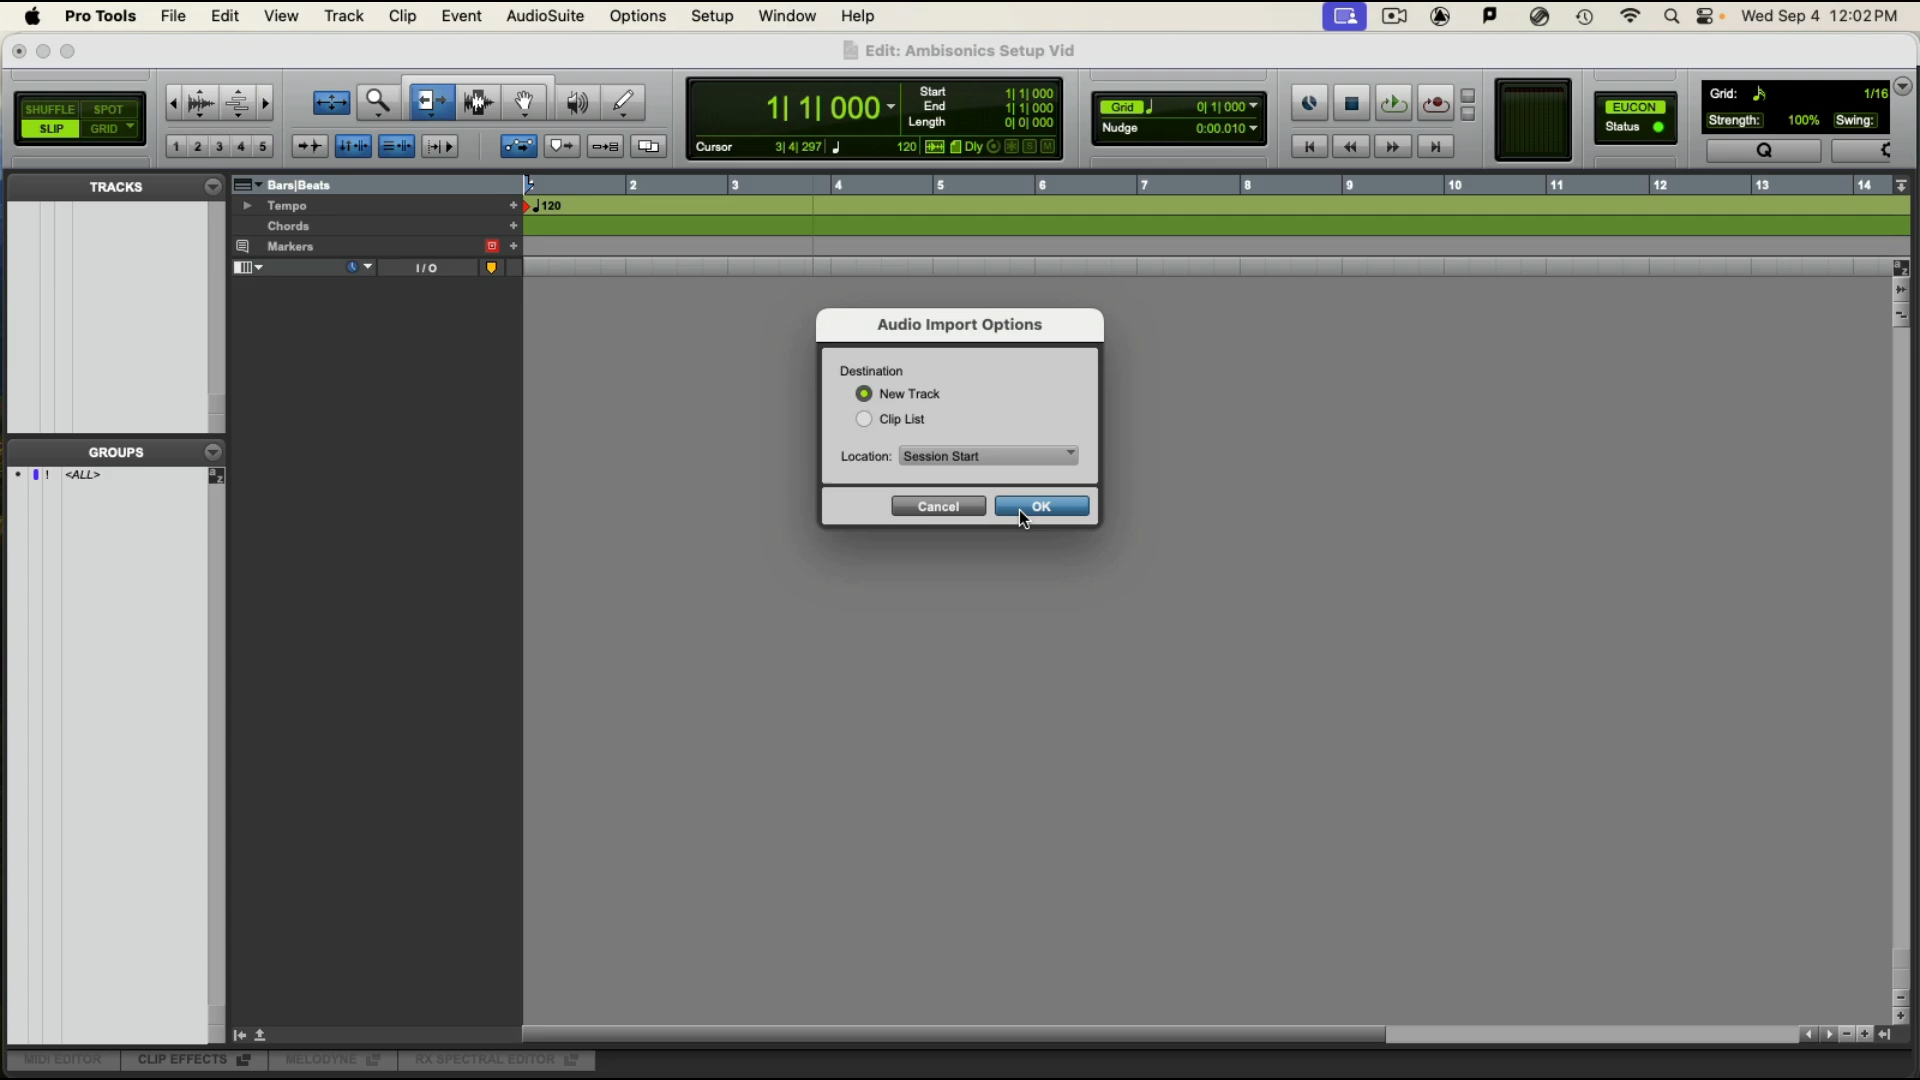 Pro Tools File Edit View Track Clip Event AudioSuite Options Setup Window Help Wed Sep 4 12:02 PM
Edit: Ambisonics Setup Vid
SHUFFLE SPOT
SLIP GRID
1 2 3 4 5
1| 1| 000
Start 1| 1| 000
End 1| 1| 000
Length 0| 0| 000
Cursor 3| 4| 297 120 Dly S M
Grid 0| 1| 000
Nudge 0:00.010
EUCON
Status
Grid: 1/16
Strength: 100% Swing:
Q
TRACKS
Bars|Beats 2 3 4 5 6 7 8 9 10 11 12 13 14
Tempo + 120
Chords +
Markers +
I / O
a z
Audio Import Options
Destination
New Track
Clip List
Location: Session Start
Cancel OK
GROUPS
! <ALL> a z
MIDI EDITOR CLIP EFFECTS MELODYNE RX SPECTRAL EDITOR